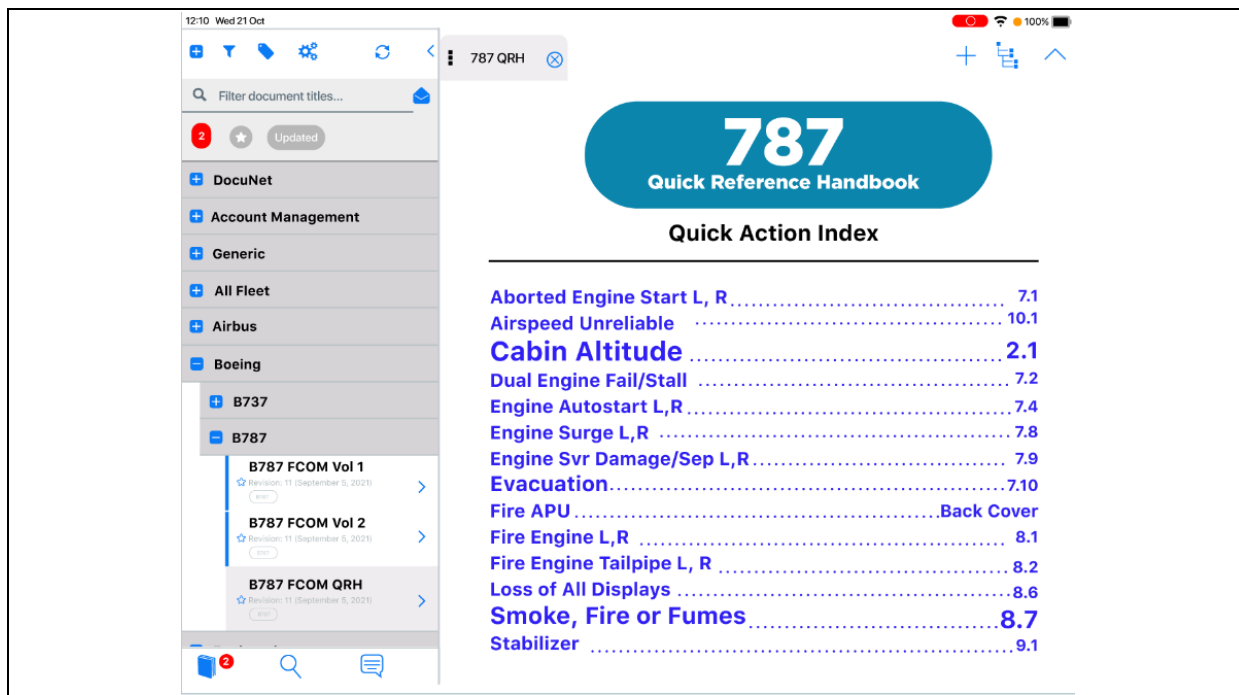 12:10 Wed 21 Oct
100%
787 QRH
Filter document titles...
2
Updated
DocuNet
Account Management
Generic
All Fleet
Airbus
Boeing
B737
B787
B787 FCOM Vol 1
Revision: 11 (September 5, 2021)
B787
B787 FCOM Vol 2
Revision: 11 (September 5, 2021)
B787
B787 FCOM QRH
Revision: 11 (September 5, 2021)
B787
2
787
Quick Reference Handbook
Quick Action Index
Aborted Engine Start L, R 7.1
Airspeed Unreliable 10.1
Cabin Altitude 2.1
Dual Engine Fail/Stall 7.2
Engine Autostart L,R 7.4
Engine Surge L,R 7.8
Engine Svr Damage/Sep L,R 7.9
Evacuation 7.10
Fire APU Back Cover
Fire Engine L,R 8.1
Fire Engine Tailpipe L, R 8.2
Loss of All Displays 8.6
Smoke, Fire or Fumes 8.7
Stabilizer 9.1